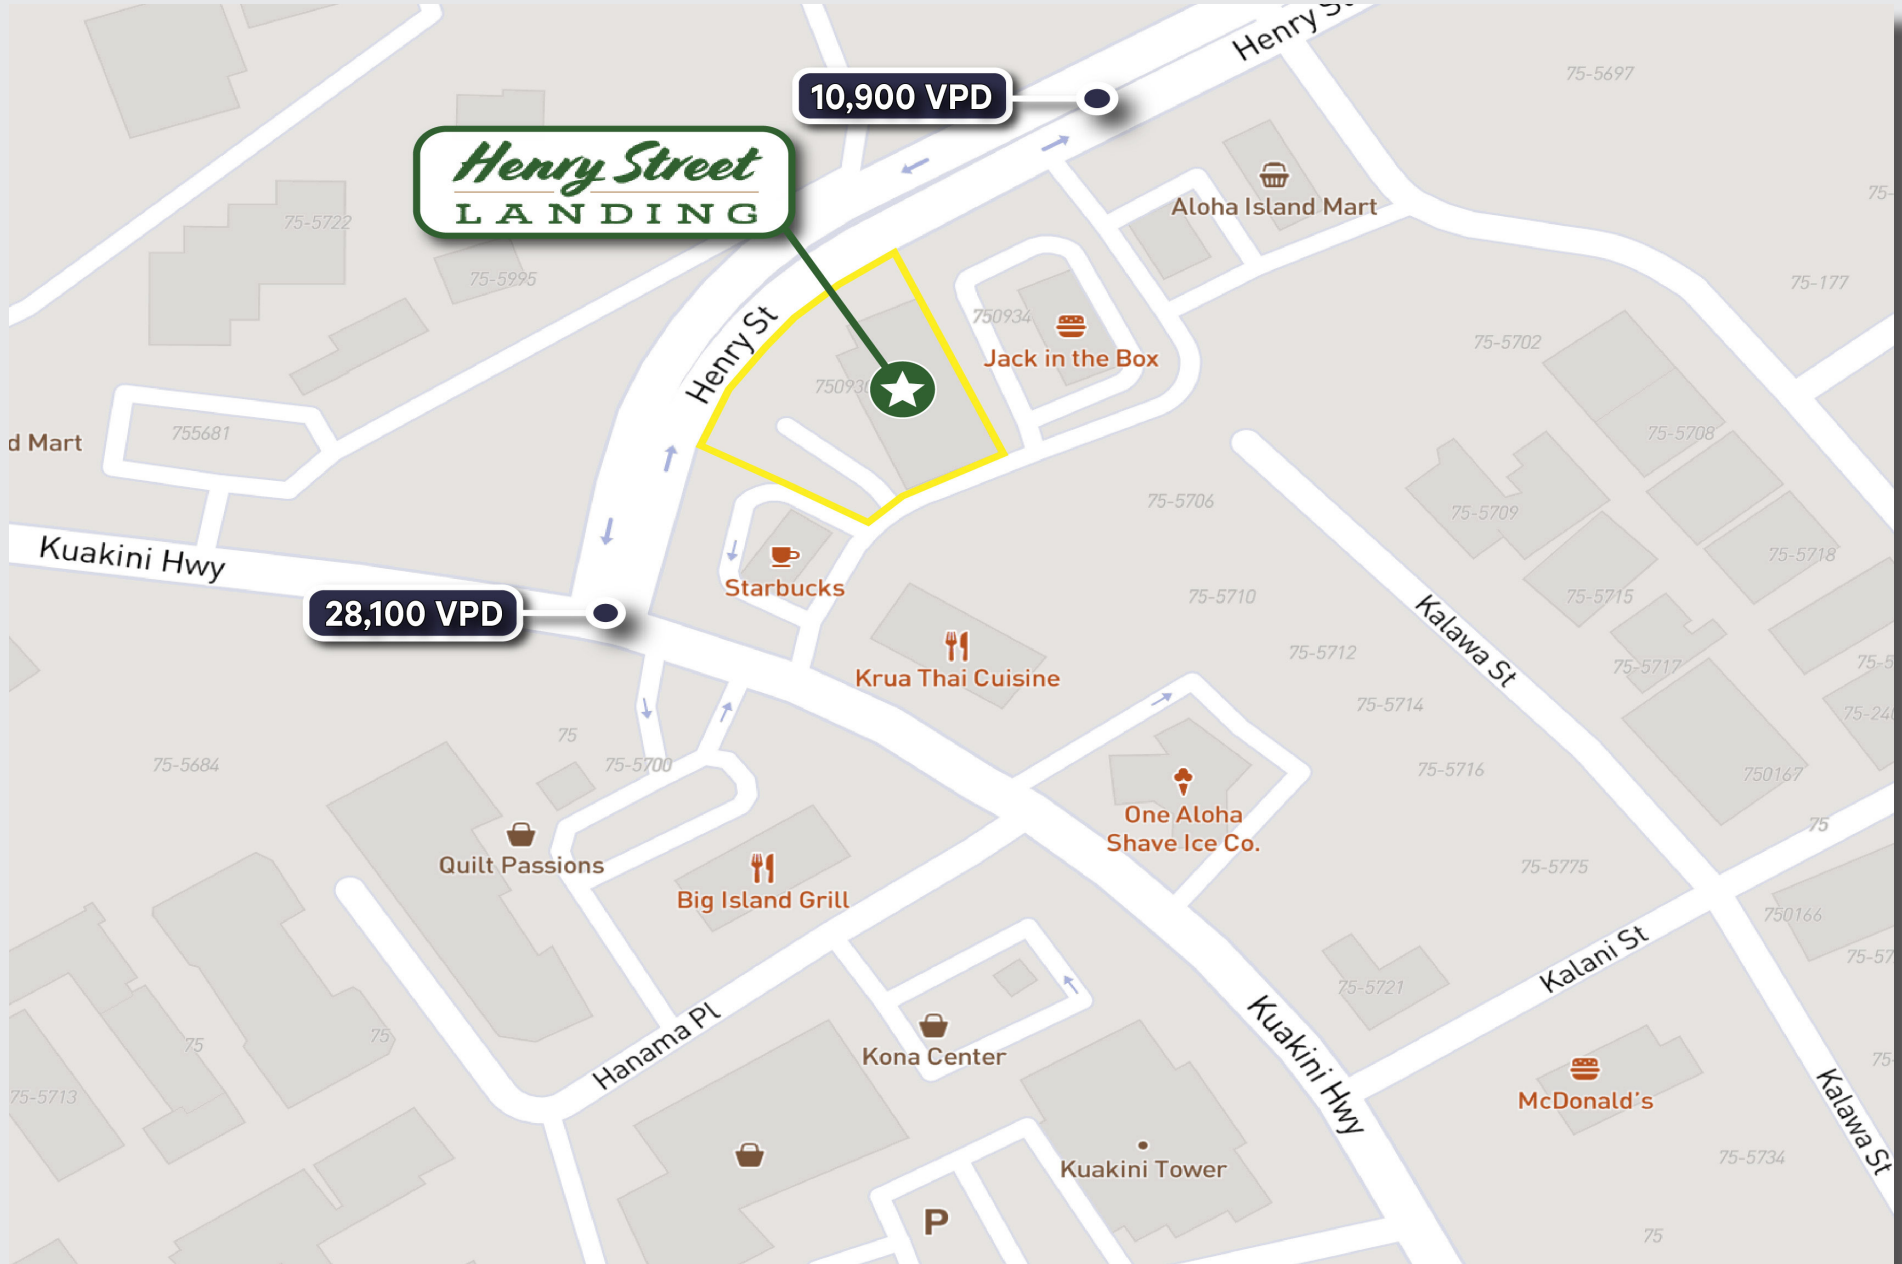 Henry St
75-5697
10,900 VPD
Henry Street
LANDING
Aloha Island Mart
75-5722
75-5995
75-177
750934
Jack in the Box
75-5702
Henry St
755681
d Mart
75-5708
75-5706
75-5709
75-5718
Kuakini Hwy
Starbucks
28,100 VPD
75-5710
75-5715
Kalawa St
75-5712
75-5717
Krua Thai Cuisine
75-5714
75
75-5684
75-5700
75-5716
750167
One Aloha
Shave Ice Co.
75
Quilt Passions
75-5775
Big Island Grill
750166
Kalani St
75-5721
Hanama Pl
75
75
Kuakini Hwy
Kona Center
75-5713
McDonald's
Kalawa St
75-5734
Kuakini Tower
P
75